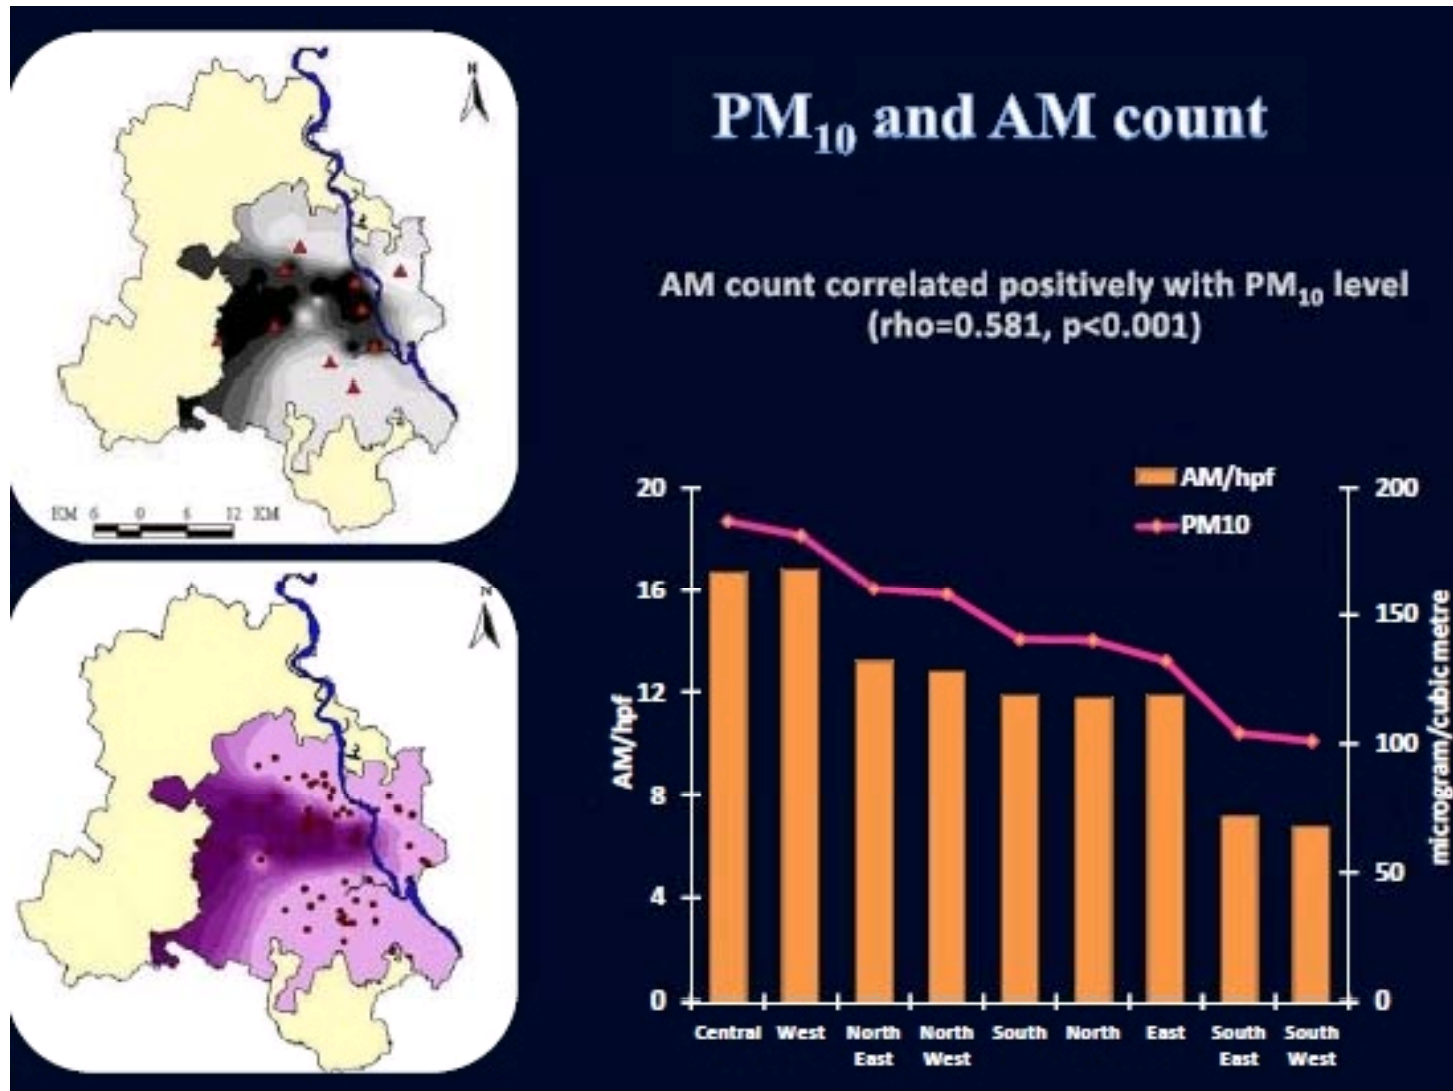 N
KM 6 0 6 12 KM
N
PM10 and AM count
AM count correlated positively with PM10 level
(rho=0.581, p<0.001)
AM/hpf
PM10
20
16
12
8
4
0
AM/hpf
200
150
100
50
0
microgram/cubic metre
Central West North East North West South North East South East South West